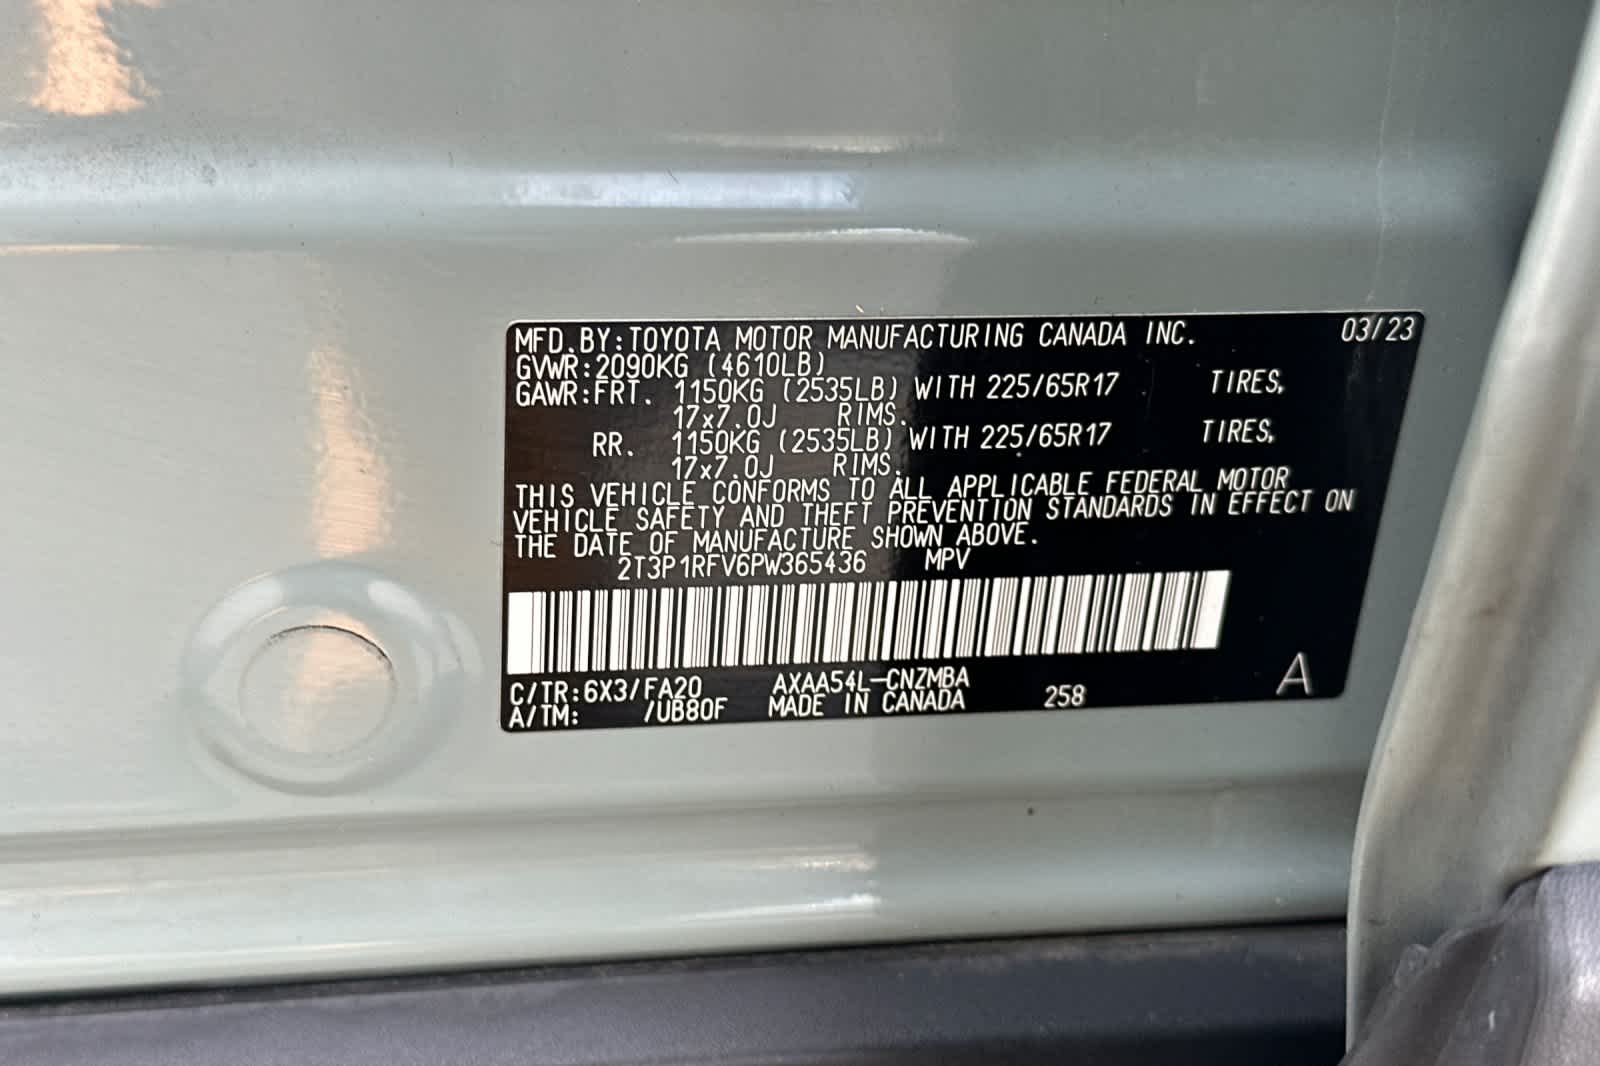 MFD.BY:TOYOTA MOTOR MANUFACTURING CANADA INC. 03/23
GVWR:2090KG (4610LB)
GAWR:FRT. 1150KG (2535LB) WITH 225/65R17 TIRES,
17x7.0J RIMS.
RR. 1150KG (2535LB) WITH 225/65R17 TIRES,
17x7.0J RIMS.
THIS VEHICLE CONFORMS TO ALL APPLICABLE FEDERAL MOTOR
VEHICLE SAFETY AND THEFT PREVENTION STANDARDS IN EFFECT ON
THE DATE OF MANUFACTURE SHOWN ABOVE.
2T3P1RFV6PW365436 MPV
C/TR:6X3/FA20 AXAA54L-CNZMBA
A/TM: /UB80F MADE IN CANADA 258 A